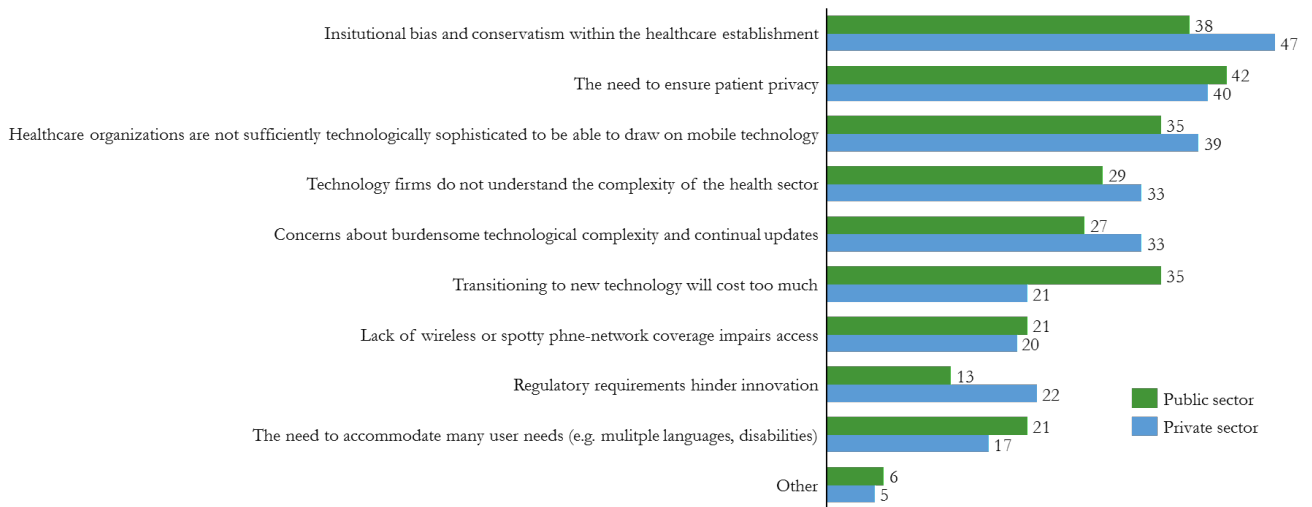 Insitutional bias and conservatism within the healthcare establishment
38
47
The need to ensure patient privacy
42
40
Healthcare organizations are not sufficiently technologically sophisticated to be able to draw on mobile technology
35
39
Technology firms do not understand the complexity of the health sector
29
33
Concerns about burdensome technological complexity and continual updates
27
33
Transitioning to new technology will cost too much
35
21
Lack of wireless or spotty phne-network coverage impairs access
21
20
Regulatory requirements hinder innovation
13
22
The need to accommodate many user needs (e.g. mulitple languages, disabilities)
21
17
Other
6
5
Public sector
Private sector